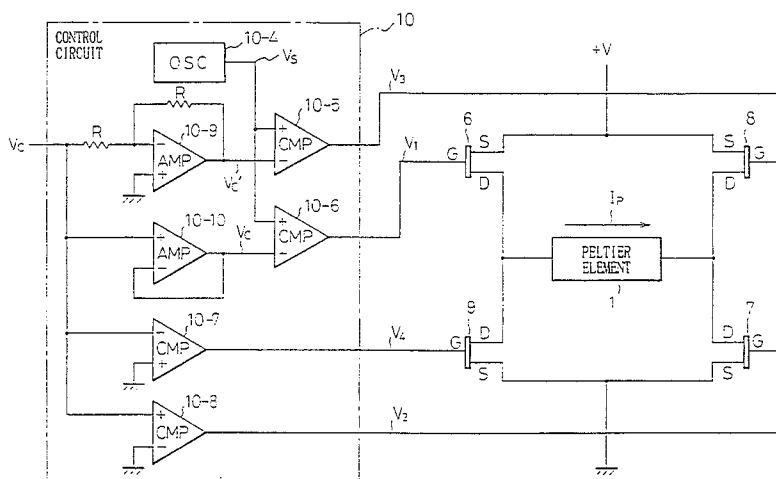 CONTROL
CIRCUIT
10
10-4
OSC
VS
V3
+V
R
10-5
6
8
R
10-9
+
CMP
-
V1
S
S
VC
-
AMP
+
G
G
D
D
VC'
10-6
IP
10-10
+
CMP
-
+
AMP
-
VC
PELTIER
ELEMENT
1
9
7
10-7
D
D
-
CMP
+
V4
G
G
S
S
10-8
+
CMP
-
V2